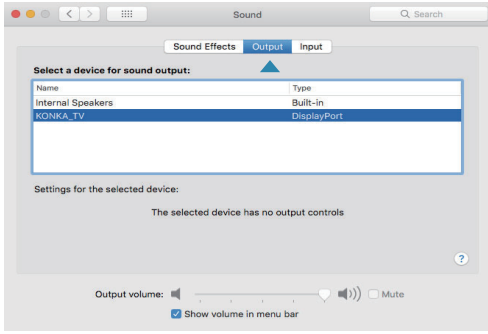 Sound
Search
Sound Effects Output Input
Select a device for sound output:
Name Type
Internal Speakers Built-in
KONKA_TV DisplayPort
Settings for the selected device:
The selected device has no output controls
?
Output volume: Mute
Show volume in menu bar